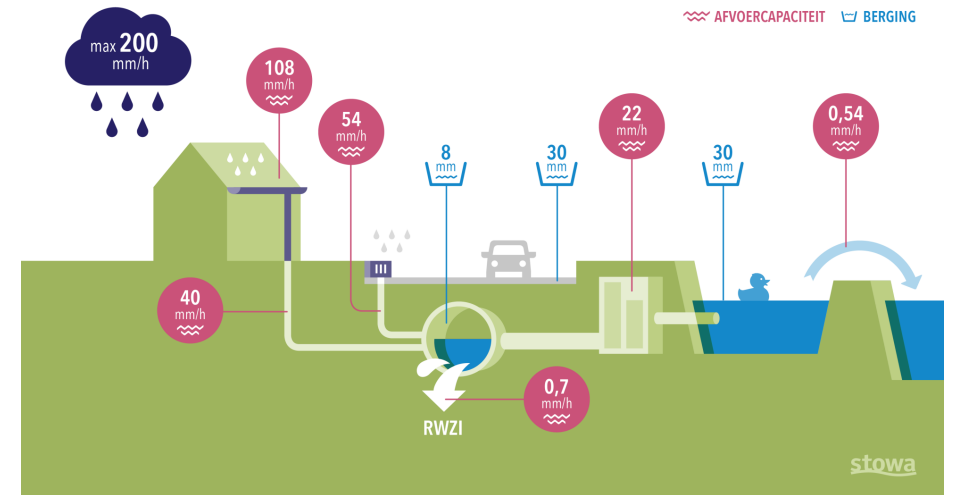 AFVOERCAPACITEIT BERGING
max 200
mm/h
108
mm/h
54
mm/h
8
mm
30
mm
22
mm/h
30
mm
0,54
mm/h
40
mm/h
0,7
mm/h
RWZI
stowa